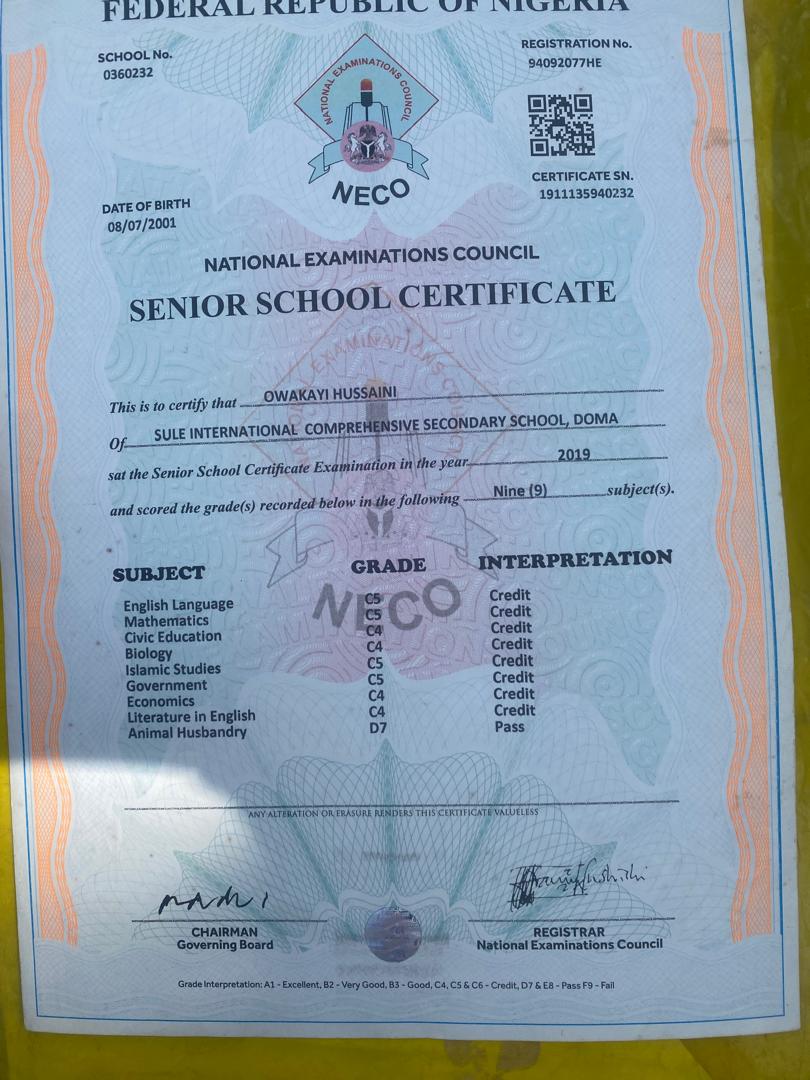 FEDERAL REPUBLIC OF NIGERIA
SCHOOL No.
0360232
REGISTRATION No.
94092077HE
NATIONAL EXAMINATIONS COUNCIL
NECO
CERTIFICATE SN.
1911135940232
DATE OF BIRTH
08/07/2001
NATIONAL EXAMINATIONS COUNCIL
SENIOR SCHOOL CERTIFICATE
This is to certify that OWAKAYI HUSSAINI
Of SULE INTERNATIONAL COMPREHENSIVE SECONDARY SCHOOL, DOMA
sat the Senior School Certificate Examination in the year 2019
and scored the grade(s) recorded below in the following Nine (9) subject(s).
SUBJECT GRADE INTERPRETATION
English Language C5 Credit
Mathematics C5 Credit
Civic Education C4 Credit
Biology C4 Credit
Islamic Studies C5 Credit
Government C5 Credit
Economics C4 Credit
Literature in English C4 Credit
Animal Husbandry D7 Pass
NECO
ANY ALTERATION OR ERASURE RENDERS THIS CERTIFICATE VALUELESS
CHAIRMAN
Governing Board
REGISTRAR
National Examinations Council
Grade Interpretation: A1 - Excellent, B2 - Very Good, B3 - Good, C4, C5 & C6 - Credit, D7 & E8 - Pass F9 - Fail